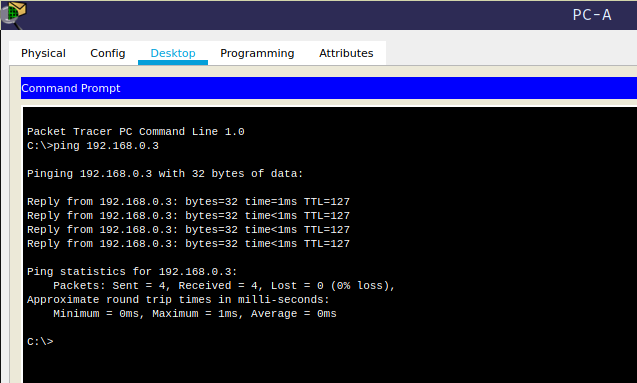 PC-A
Physical Config Desktop Programming Attributes
Command Prompt
Packet Tracer PC Command Line 1.0
C:\>ping 192.168.0.3
Pinging 192.168.0.3 with 32 bytes of data:
Reply from 192.168.0.3: bytes=32 time=1ms TTL=127
Reply from 192.168.0.3: bytes=32 time<1ms TTL=127
Reply from 192.168.0.3: bytes=32 time<1ms TTL=127
Reply from 192.168.0.3: bytes=32 time<1ms TTL=127
Ping statistics for 192.168.0.3:
    Packets: Sent = 4, Received = 4, Lost = 0 (0% loss),
Approximate round trip times in milli-seconds:
    Minimum = 0ms, Maximum = 1ms, Average = 0ms
C:\>